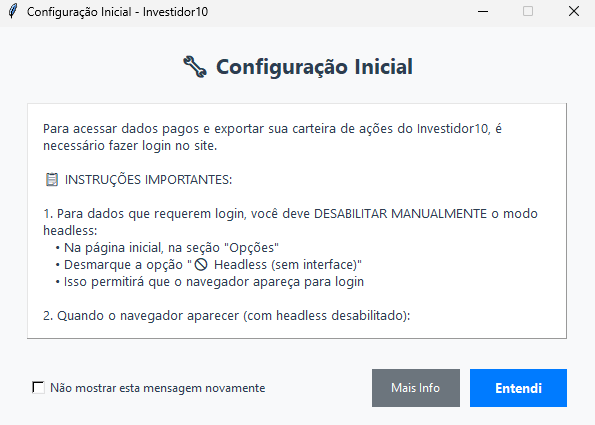 Configuração Inicial - Investidor10
🔧 Configuração Inicial
Para acessar dados pagos e exportar sua carteira de ações do Investidor10, é
necessário fazer login no site.
📋 INSTRUÇÕES IMPORTANTES:
1. Para dados que requerem login, você deve DESABILITAR MANUALMENTE o modo
headless:
• Na página inicial, na seção "Opções"
• Desmarque a opção "🚫 Headless (sem interface)"
• Isso permitirá que o navegador apareça para login
2. Quando o navegador aparecer (com headless desabilitado):
Não mostrar esta mensagem novamente
Mais Info
Entendi